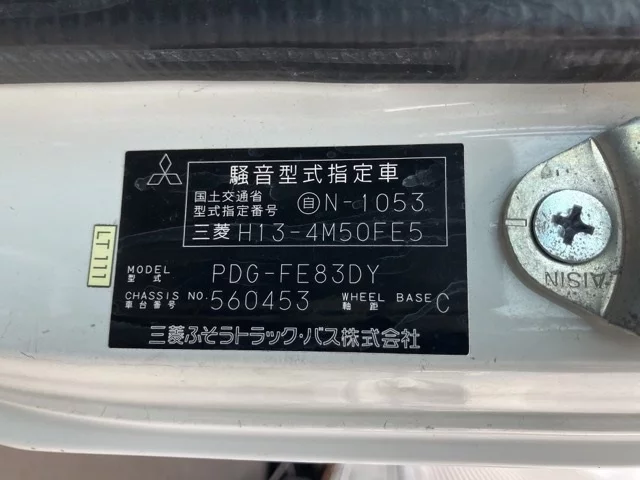 騒音型式指定車
国土交通省
型式指定番号 自N-1053
三菱 H13-4M50FE5
MODEL 型式 PDG-FE83DY
CHASSIS NO. 車台番号 560453 WHEEL BASE 軸距 C
三菱ふそうトラック・バス株式会社
LT111
AISIN